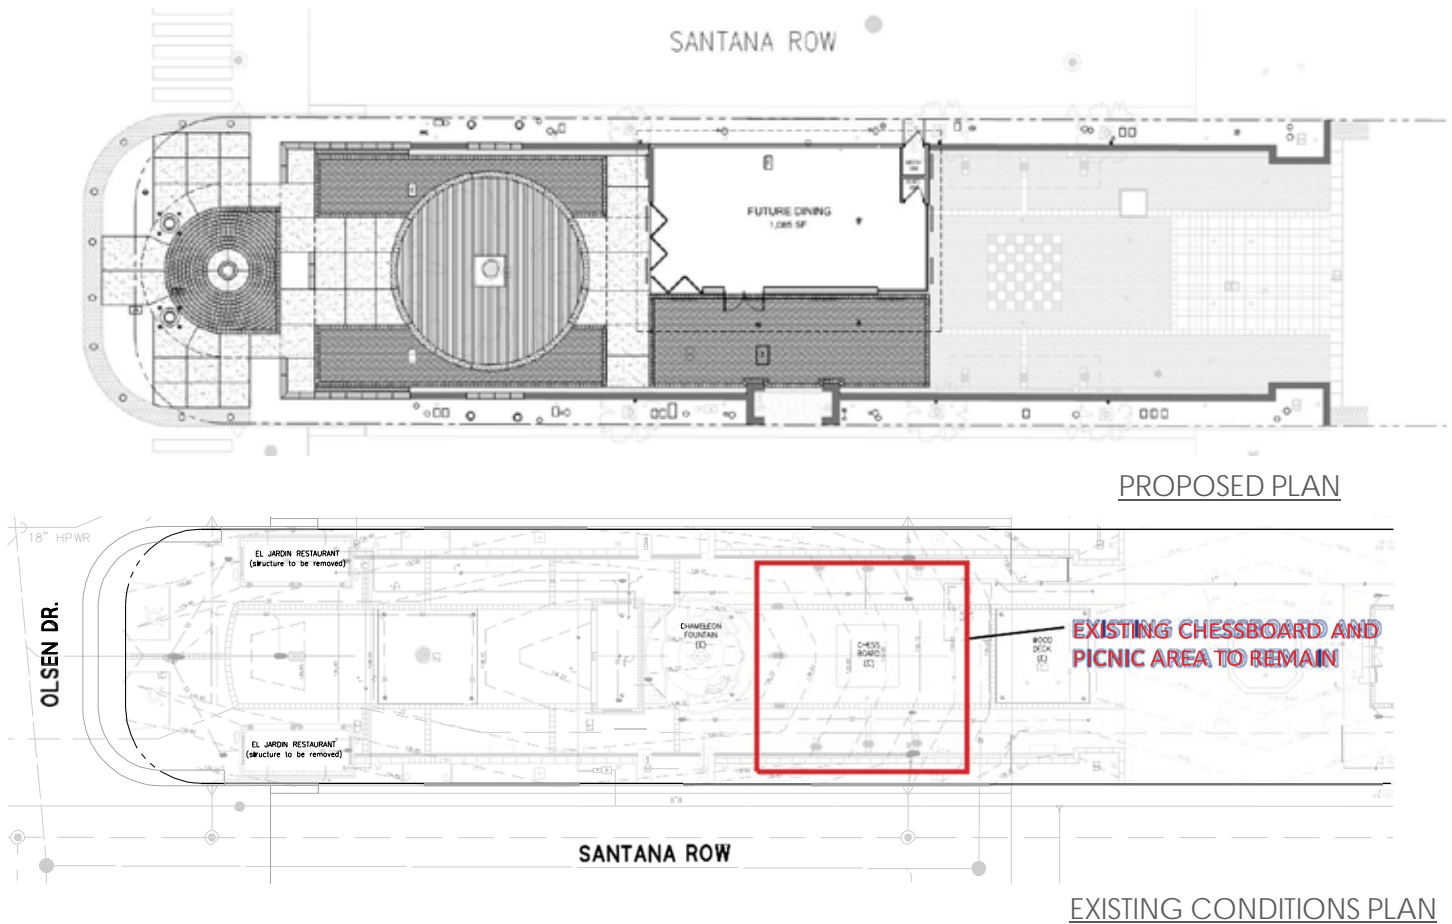 SANTANA ROW
FUTURE DINING
1,085 SF
PROPOSED PLAN
18" HPWR
EL JARDIN RESTAURANT
(structure to be removed)
OLSEN DR.
CHAMELEON
FOUNTAIN
(E)
CHESS
BOARD
(E)
WOOD
DECK
(E)
EXISTING CHESSBOARD AND
PICNIC AREA TO REMAIN
EL JARDIN RESTAURANT
(structure to be removed)
8"W
SANTANA ROW
EXISTING CONDITIONS PLAN